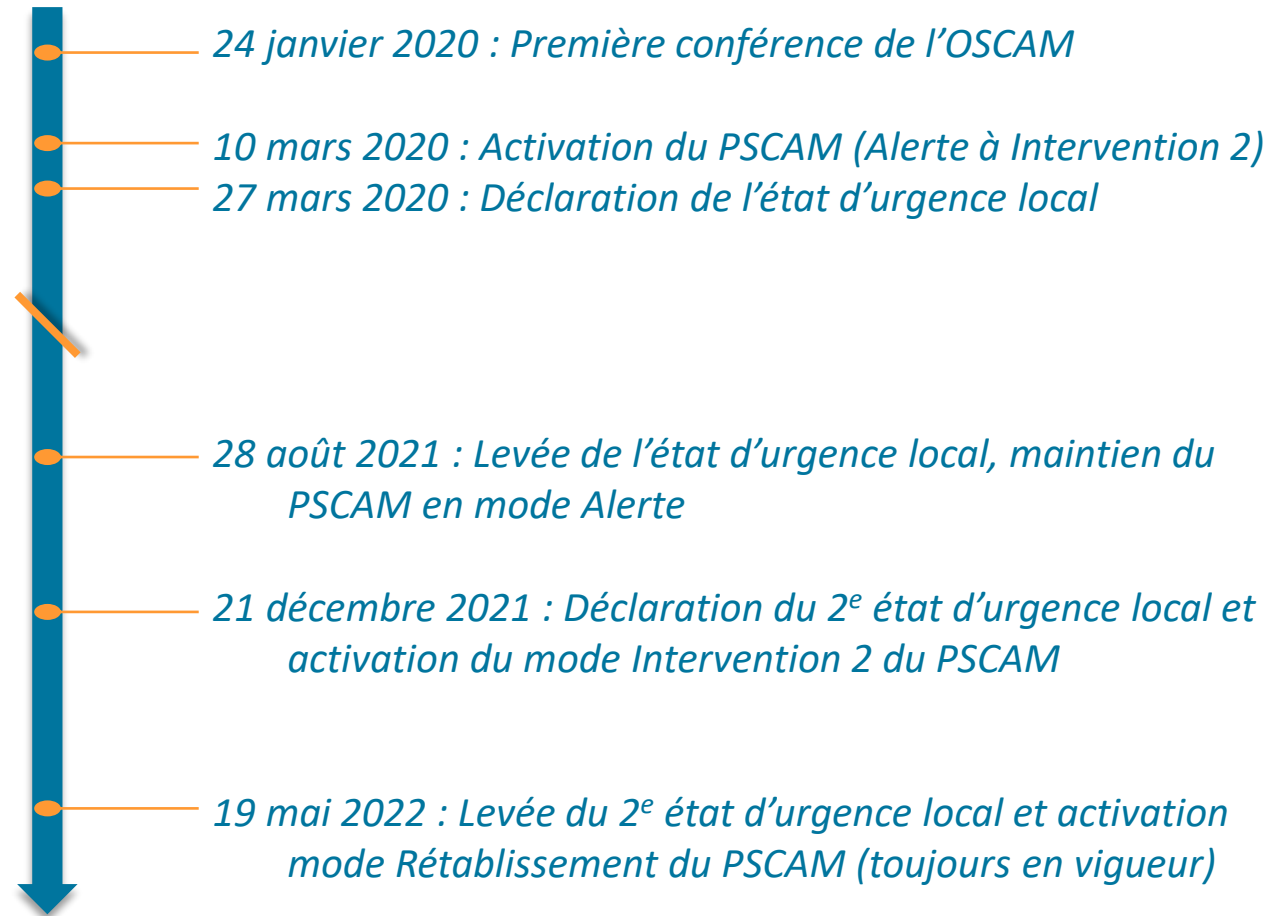 24 janvier 2020 : Première conférence de l’OSCAM
10 mars 2020 : Activation du PSCAM (Alerte à Intervention 2)
27 mars 2020 : Déclaration de l’état d’urgence local
28 août 2021 : Levée de l’état d’urgence local, maintien du
PSCAM en mode Alerte
21 décembre 2021 : Déclaration du 2e état d’urgence local et
activation du mode Intervention 2 du PSCAM
19 mai 2022 : Levée du 2e état d’urgence local et activation
mode Rétablissement du PSCAM (toujours en vigueur)